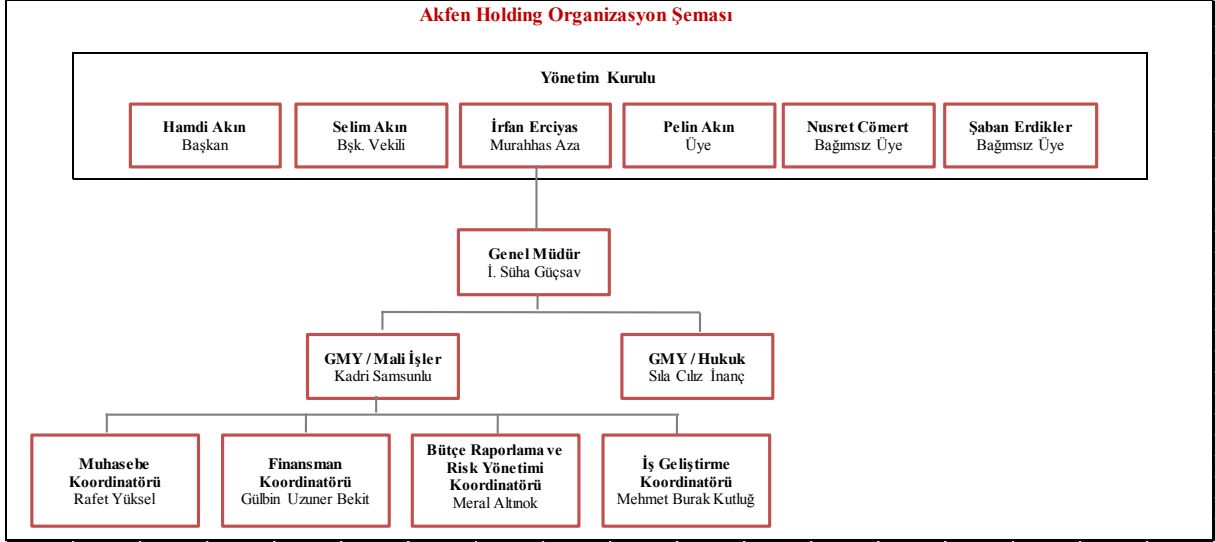 Akfen Holding Organizasyon Şeması
Yönetim Kurulu
Hamdi Akın
Başkan
Selim Akın
Bşk. Vekili
İrfan Erciyas
Murahhas Aza
Pelin Akın
Üye
Nusret Cömert
Bağımsız Üye
Şaban Erdikler
Bağımsız Üye
Genel Müdür
İ. Süha Güçsav
GMY / Mali İşler
Kadri Samsunlu
GMY / Hukuk
Sıla Cılız İnanç
Muhasebe
Koordinatörü
Rafet Yüksel
Finansman
Koordinatörü
Gülbin Uzuner Bekit
Bütçe Raporlama ve
Risk Yönetimi
Koordinatörü
Meral Altınok
İş Geliştirme
Koordinatörü
Mehmet Burak Kutluğ